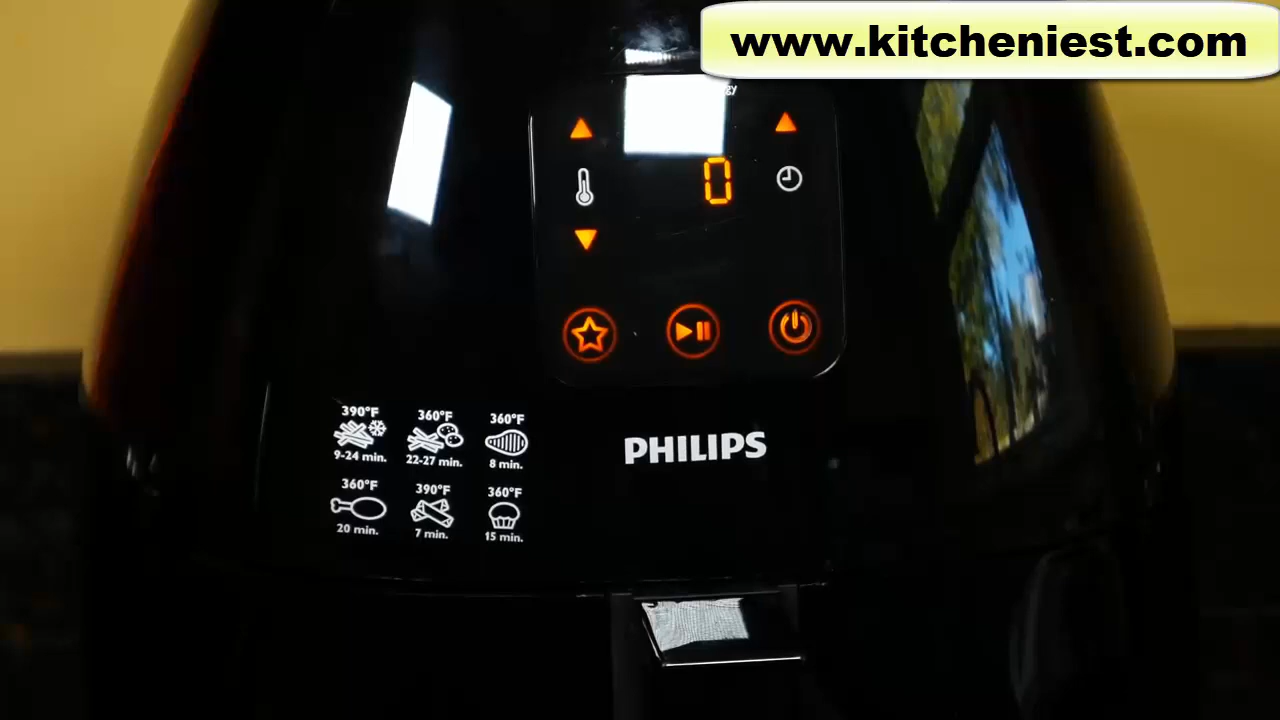 www.kitcheniest.com
0
390°F
360°F
360°F
9-24 min.
22-27 min.
8 min.
PHILIPS
360°F
390°F
360°F
20 min.
7 min.
15 min.